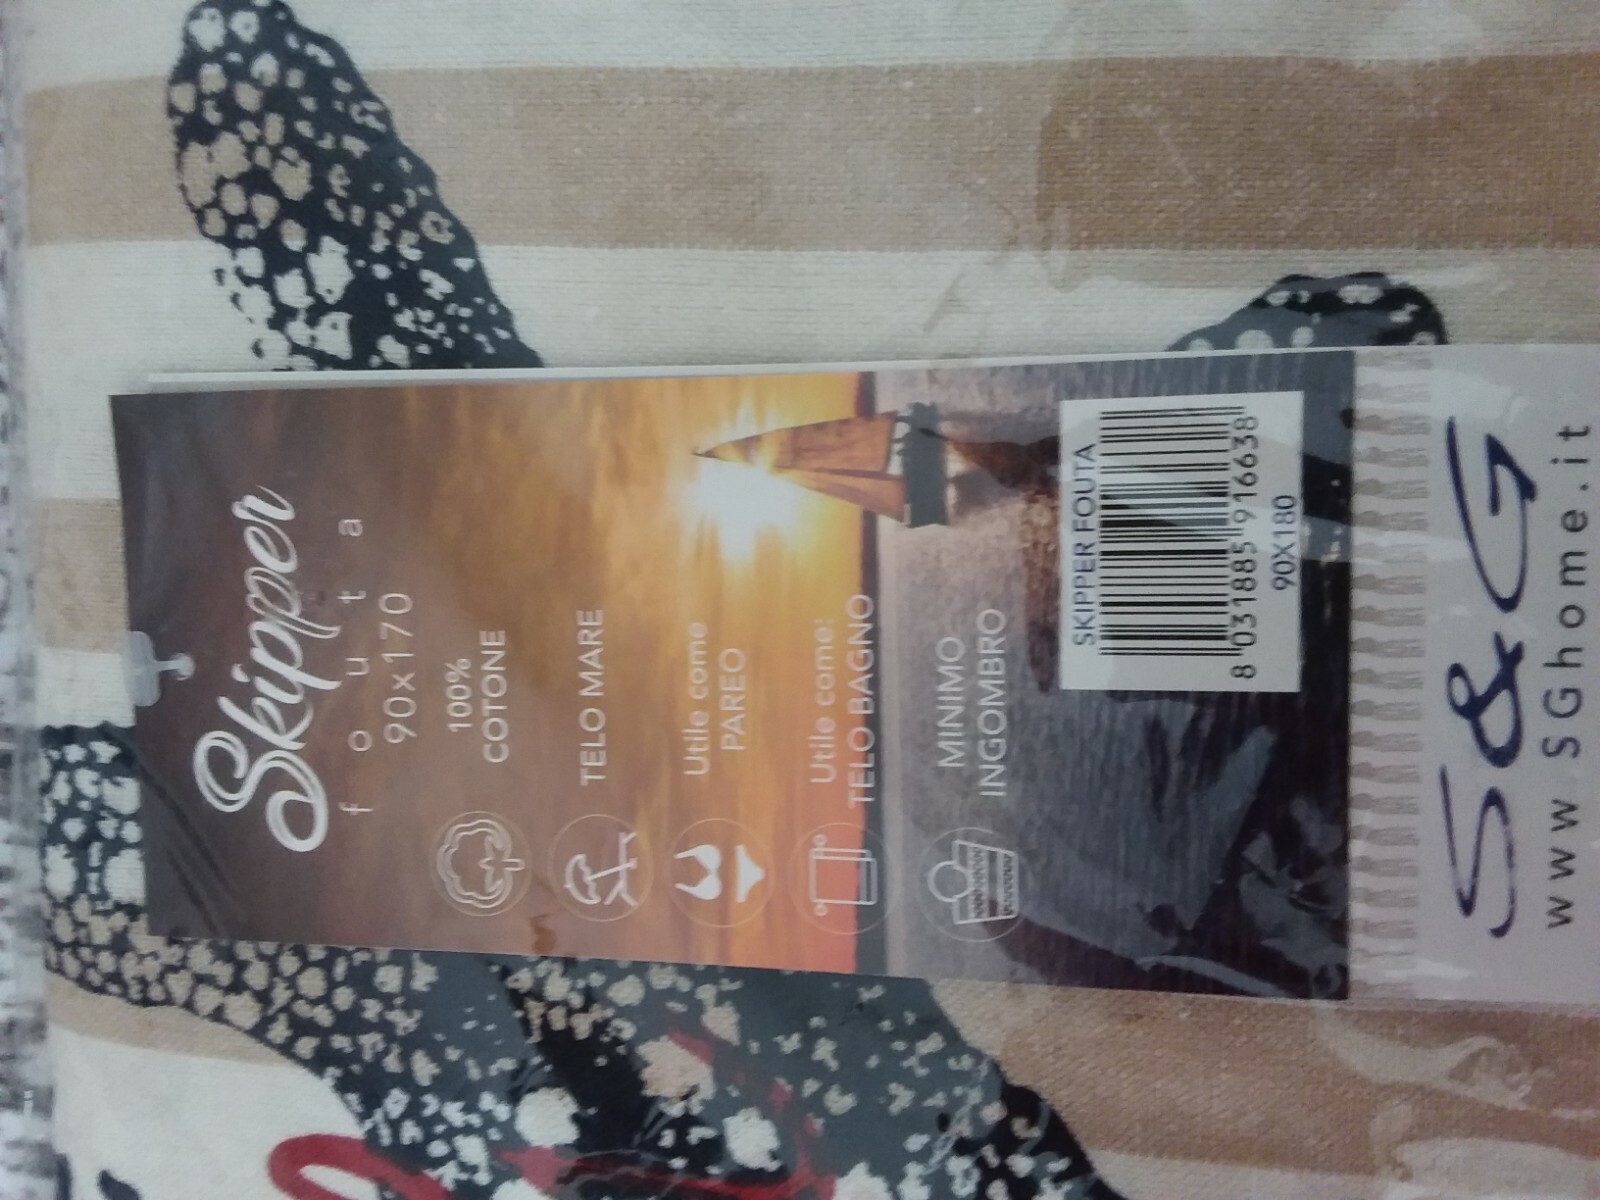 Skipper
fouta
90x170
100%
COTONE
TELO MARE
Utile come
PAREO
Utile come:
TELO BAGNO
MINIMO
INGOMBRO
SKIPPER FOUTA
8 031885 916638
90X180
S&G
www.SGhome.it